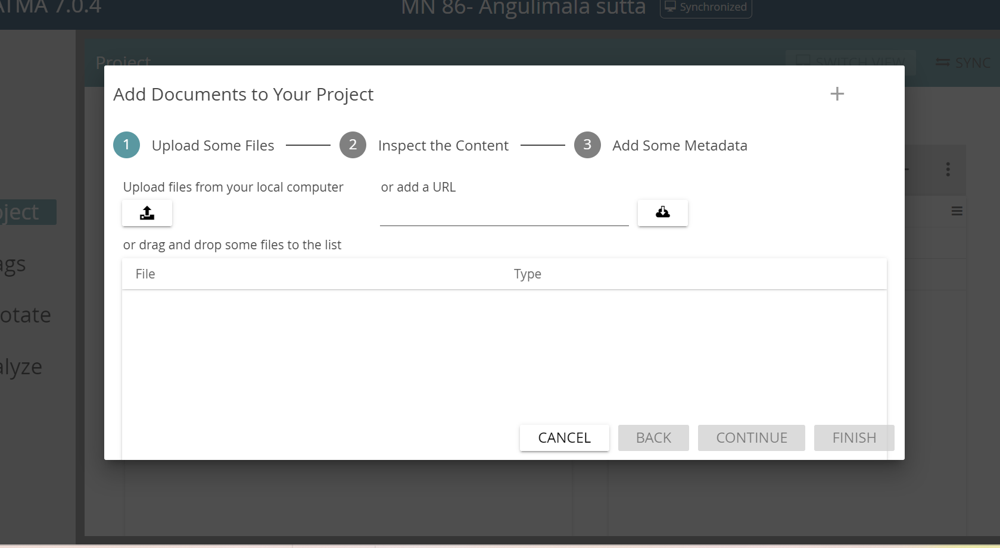 ATMA 7.0.4
MN 86- Angulimala sutta
Synchronized
Project
SWITCH VIEW
SYNC
Add Documents to Your Project
1 Upload Some Files
2 Inspect the Content
3 Add Some Metadata
Upload files from your local computer
or add a URL
or drag and drop some files to the list
File
Type
oject
ags
otate
alyze
CANCEL
BACK
CONTINUE
FINISH